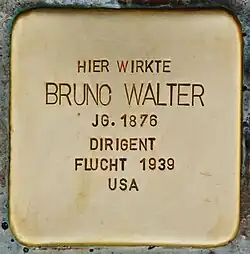 HIER WIRKTE
BRUNO WALTER
JG. 1876
DIRIGENT
FLUCHT 1939
USA